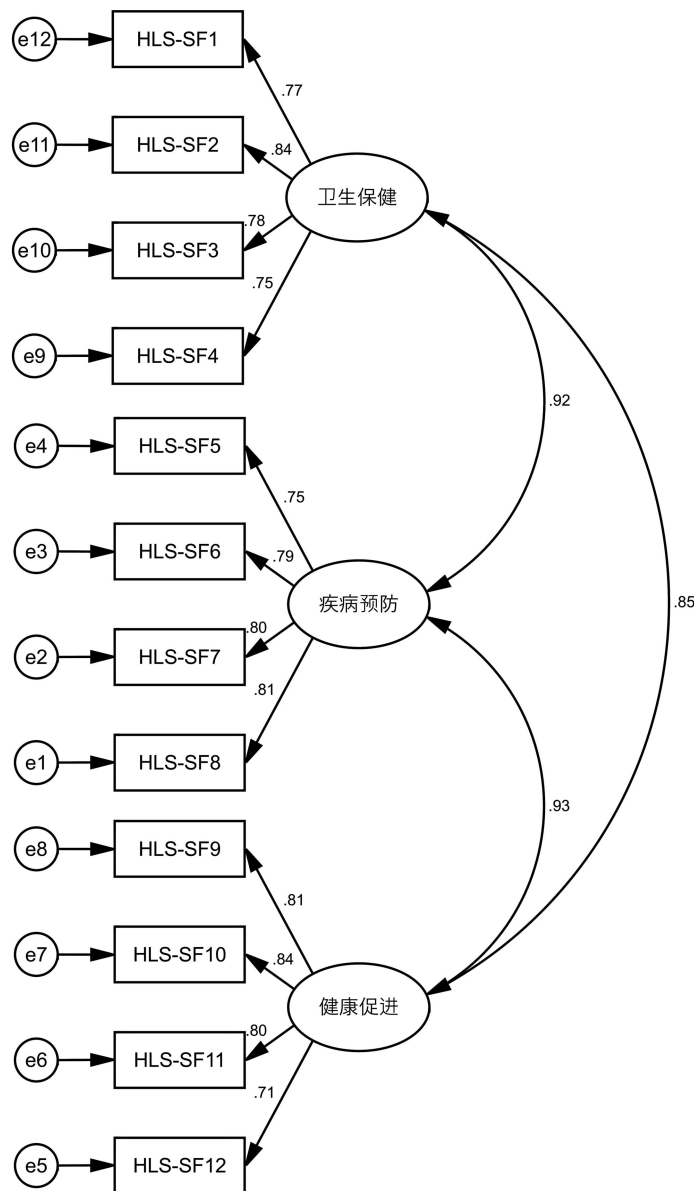 e12
HLS-SF1
.77
e11
HLS-SF2
.84
卫生保健
e10
HLS-SF3
.78
.75
e9
HLS-SF4
.92
e4
HLS-SF5
.75
e3
HLS-SF6
.79
疾病预防
.85
e2
HLS-SF7
.80
.81
e1
HLS-SF8
.93
e8
HLS-SF9
.81
e7
HLS-SF10
.84
健康促进
e6
HLS-SF11
.80
.71
e5
HLS-SF12